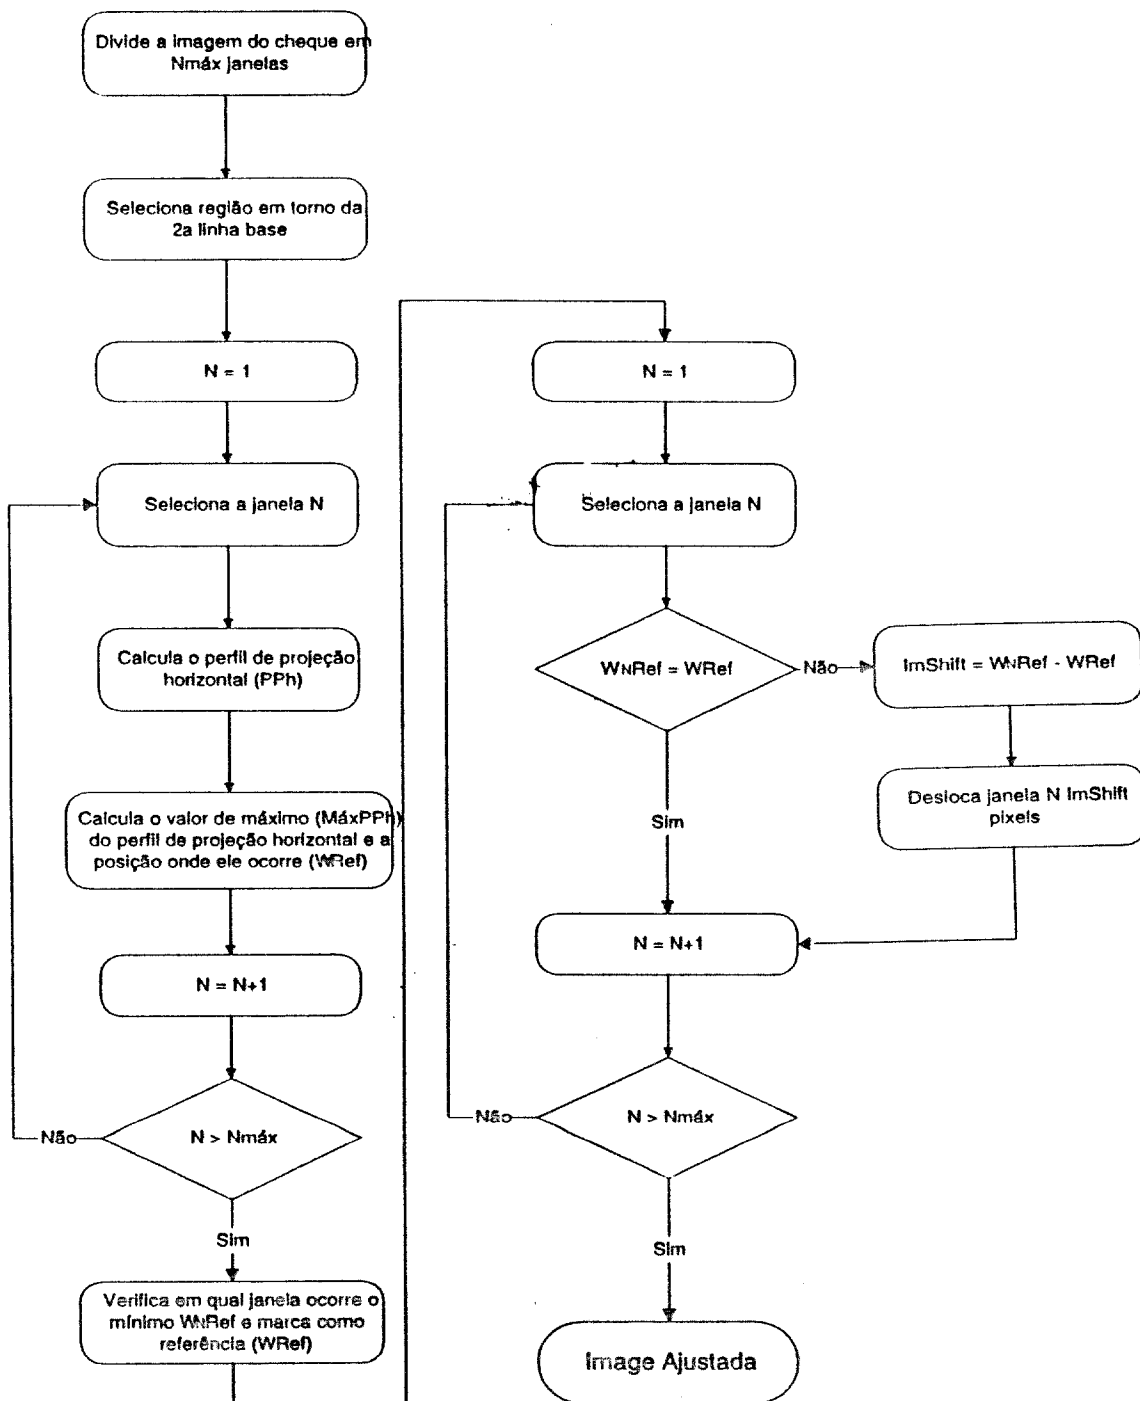 Divide a imagem do cheque em
Nmáx janelas
Seleciona região em torno da
2a linha base
N = 1
Seleciona a janela N
Calcula o perfil de projeção
horizontal (PPh)
Calcula o valor de máximo (MáxPPh)
do perfil de projeção horizontal e a
posição onde ele ocorre (WRef)
N = N+1
N > Nmáx
Não
Sim
Verifica em qual janela ocorre o
mínimo WNRef e marca como
referência (WRef)
N = 1
Seleciona a janela N
WNRef = WRef
Não
ImShift = WNRef - WRef
Desloca janela N ImShift
pixels
Sim
N = N+1
N > Nmáx
Não
Sim
Image Ajustada